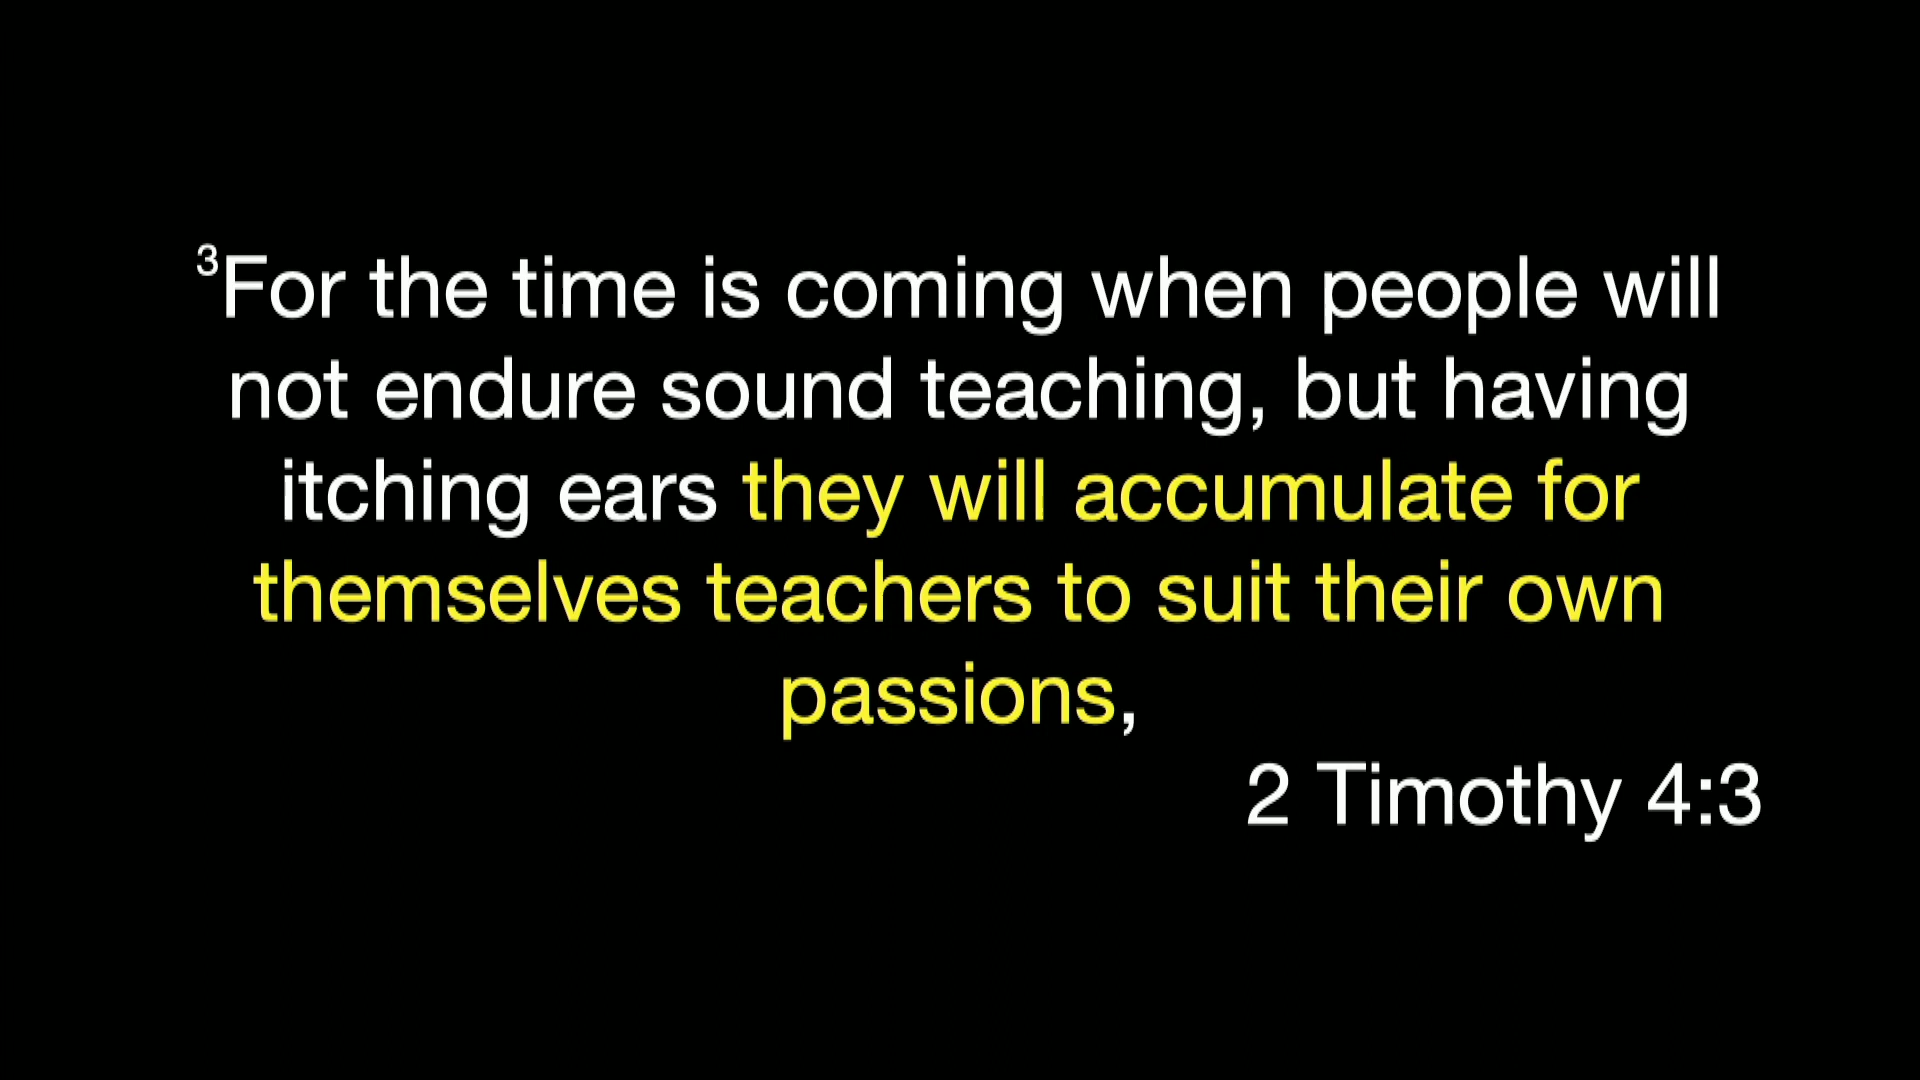 ³For the time is coming when people will
not endure sound teaching, but having
itching ears they will accumulate for
themselves teachers to suit their own
passions,
2 Timothy 4:3